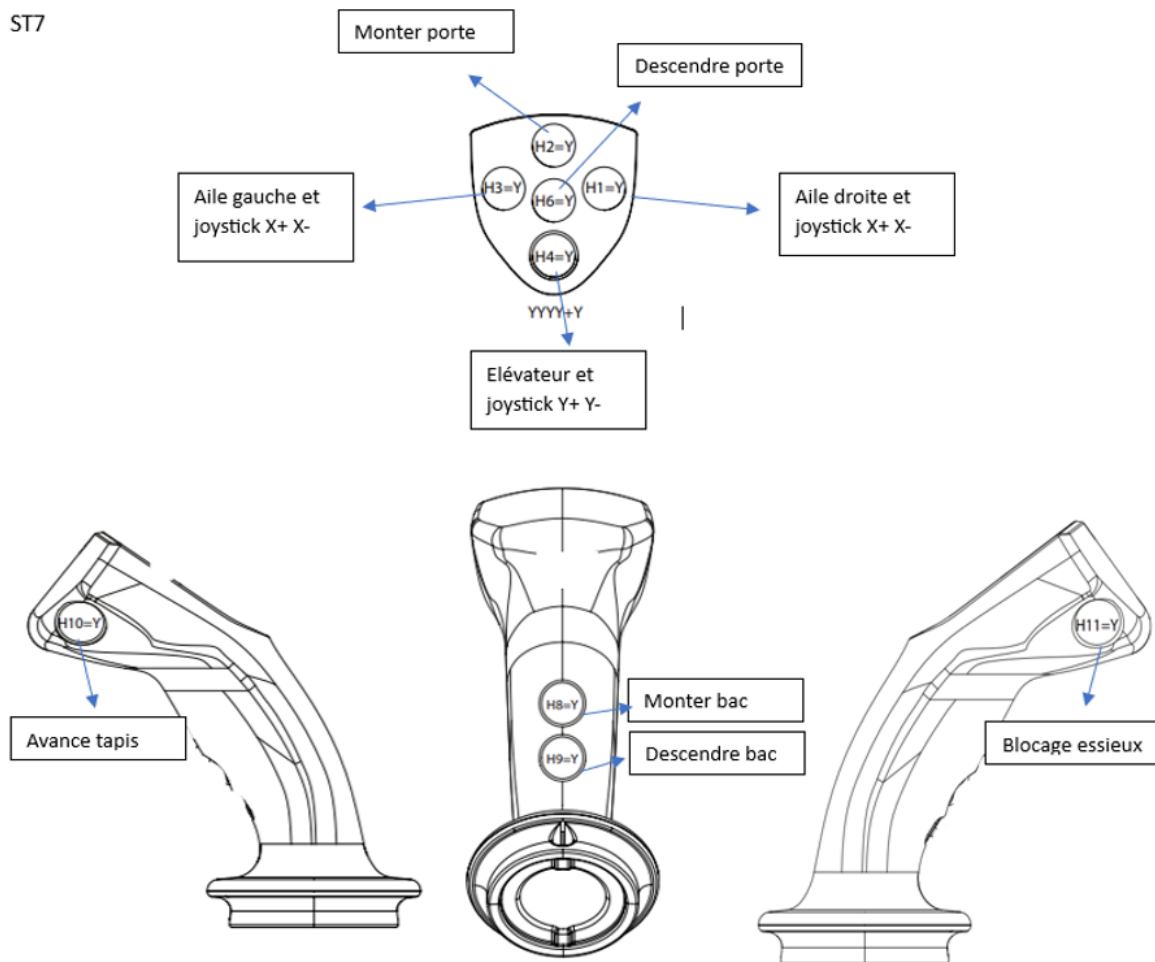 ST7
Monter porte
Descendre porte
H2=Y
H3=Y
H6=Y
H1=Y
Aile gauche et
joystick X+ X-
Aile droite et
joystick X+ X-
H4=Y
YYYY+Y
Elévateur et
joystick Y+ Y-
H10=Y
H11=Y
H8=Y
Monter bac
H9=Y
Descendre bac
Avance tapis
Blocage essieux